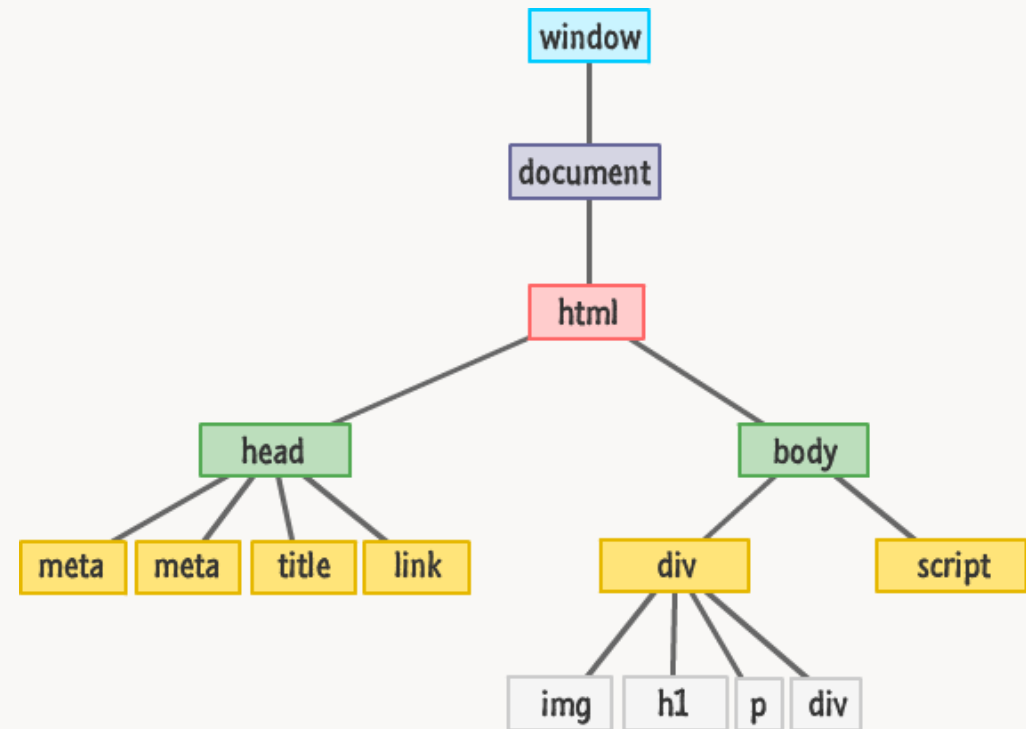 window
document
html
head
body
meta
meta
title
link
div
script
img
h1
p
div